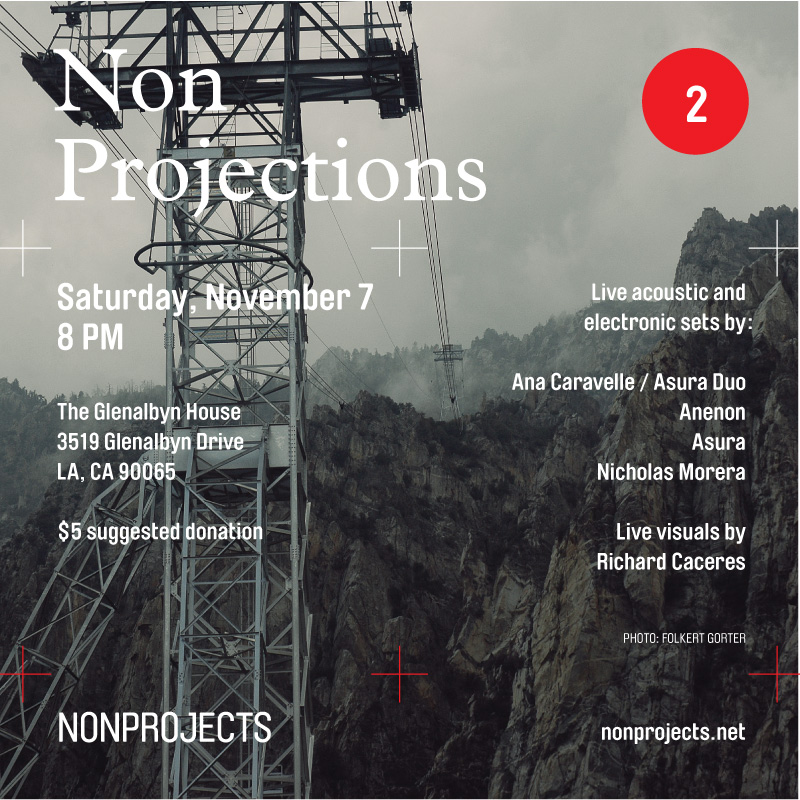 Non
Projections
2
Saturday, November 7
8 PM
The Glenalbyn House
3519 Glenalbyn Drive
LA, CA 90065
$5 suggested donation
Live acoustic and
electronic sets by:
Ana Caravelle / Asura Duo
Anenon
Asura
Nicholas Morera
Live visuals by
Richard Caceres
PHOTO: FOLKERT GORTER
NONPROJECTS
nonprojects.net